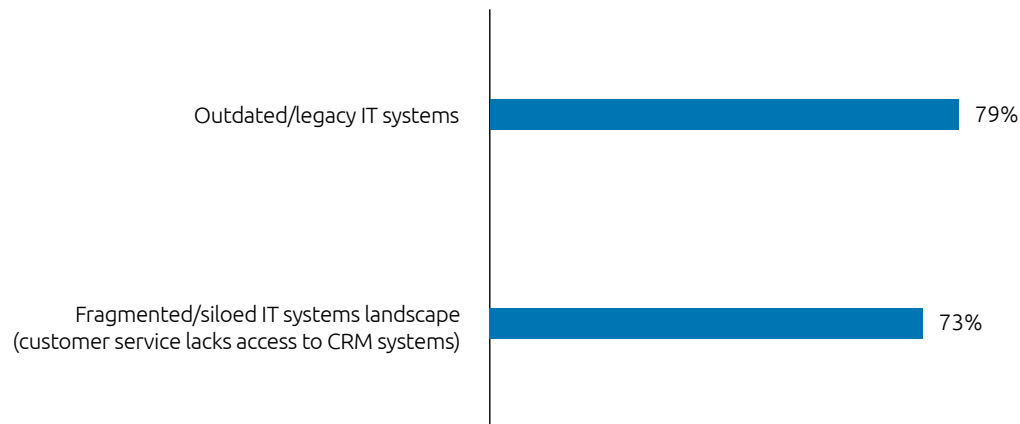 Outdated/legacy IT systems
79%
Fragmented/siloed IT systems landscape
(customer service lacks access to CRM systems)
73%